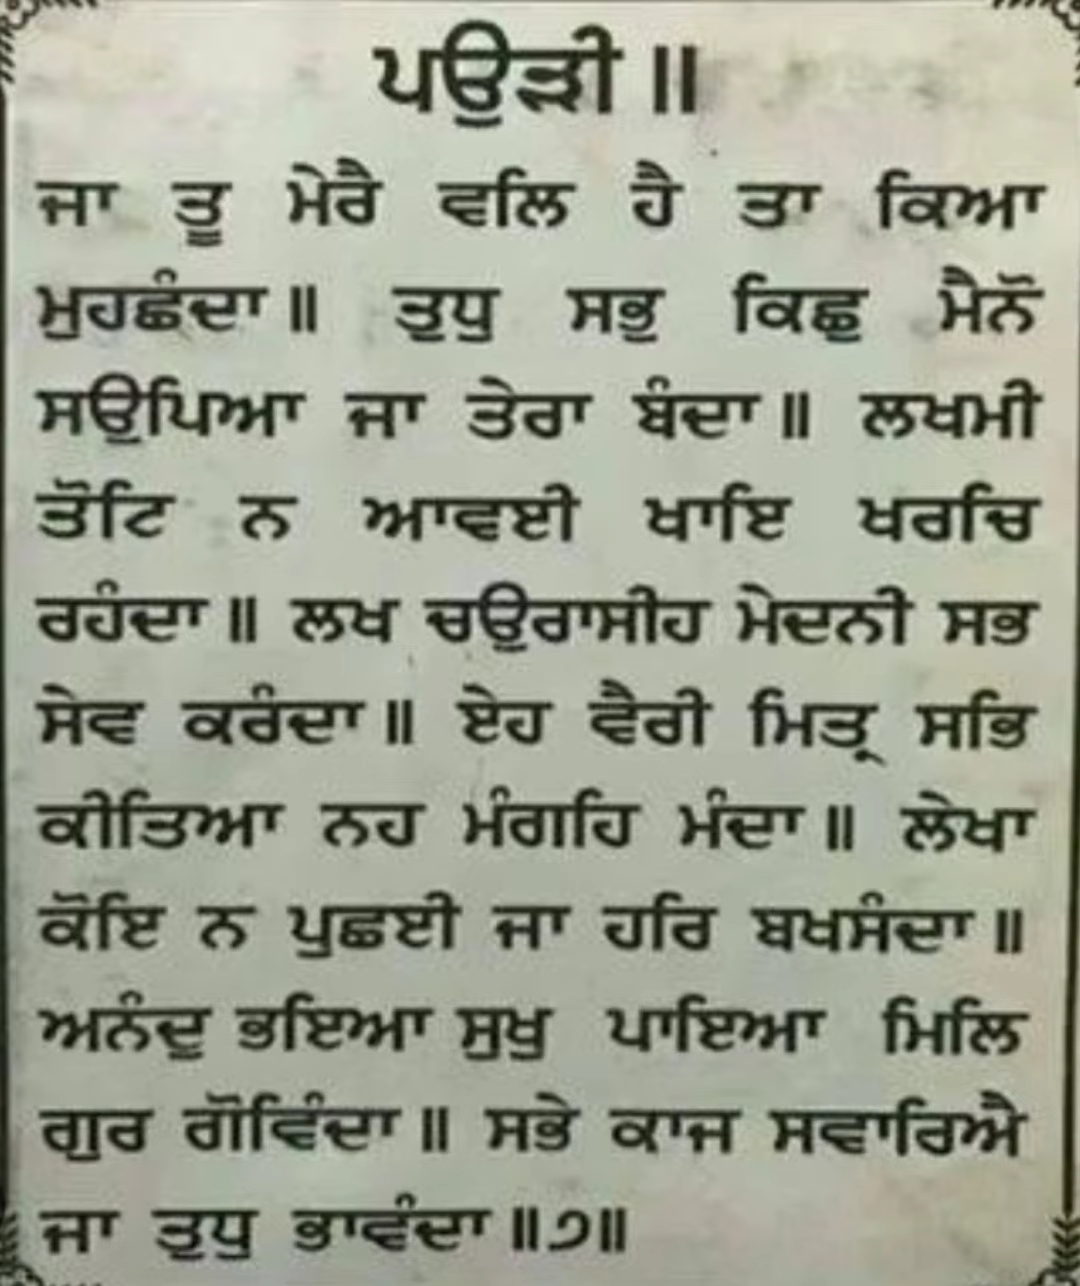 ਪਉੜੀ ॥
ਜਾ ਤੂ ਮੇਰੈ ਵਲਿ ਹੈ ਤਾ ਕਿਆ
ਮੁਹਛੰਦਾ ॥ ਤੁਧੁ ਸਭੁ ਕਿਛੁ ਮੈਨੋ
ਸਉਪਿਆ ਜਾ ਤੇਰਾ ਬੰਦਾ ॥ ਲਖਮੀ
ਤੋਟਿ ਨ ਆਵਈ ਖਾਇ ਖਰਚਿ
ਰਹੰਦਾ ॥ ਲਖ ਚਉਰਾਸੀਹ ਮੇਦਨੀ ਸਭ
ਸੇਵ ਕਰੰਦਾ ॥ ਏਹ ਵੈਰੀ ਮਿਤ੍ਰ ਸਭਿ
ਕੀਤਿਆ ਨਹ ਮੰਗਹਿ ਮੰਦਾ ॥ ਲੇਖਾ
ਕੋਇ ਨ ਪੁਛਈ ਜਾ ਹਰਿ ਬਖਸੰਦਾ ॥
ਅਨੰਦੁ ਭਇਆ ਸੁਖੁ ਪਾਇਆ ਮਿਲਿ
ਗੁਰ ਗੋਵਿੰਦਾ ॥ ਸਭੇ ਕਾਜ ਸਵਾਰਿਐ
ਜਾ ਤੁਧੁ ਭਾਵੰਦਾ ॥੭॥